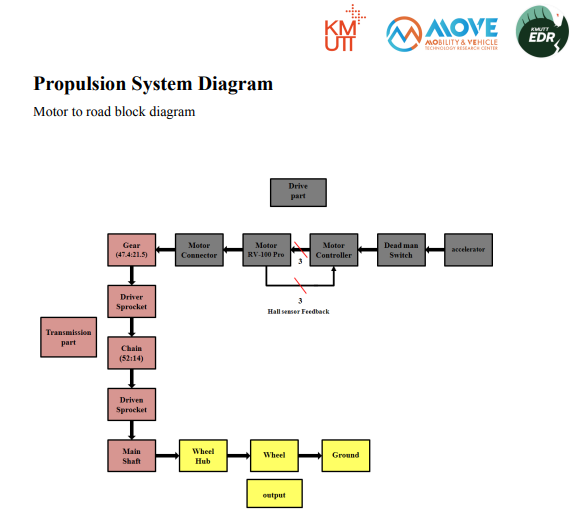 KM
UTT
MOVE
MOBILITY & VEHICLE
TECHNOLOGY RESEARCH CENTER
KMUTT
EDR
Propulsion System Diagram
Motor to road block diagram
Drive
part
Gear
(47.4:21.5)
Motor
Connector
Motor
RV-100 Pro
3
Motor
Controller
Dead man
Switch
accelerator
3
Hall sensor Feedback
Driver
Sprocket
Transmission
part
Chain
(52:14)
Driven
Sprocket
Main
Shaft
Wheel
Hub
Wheel
Ground
output